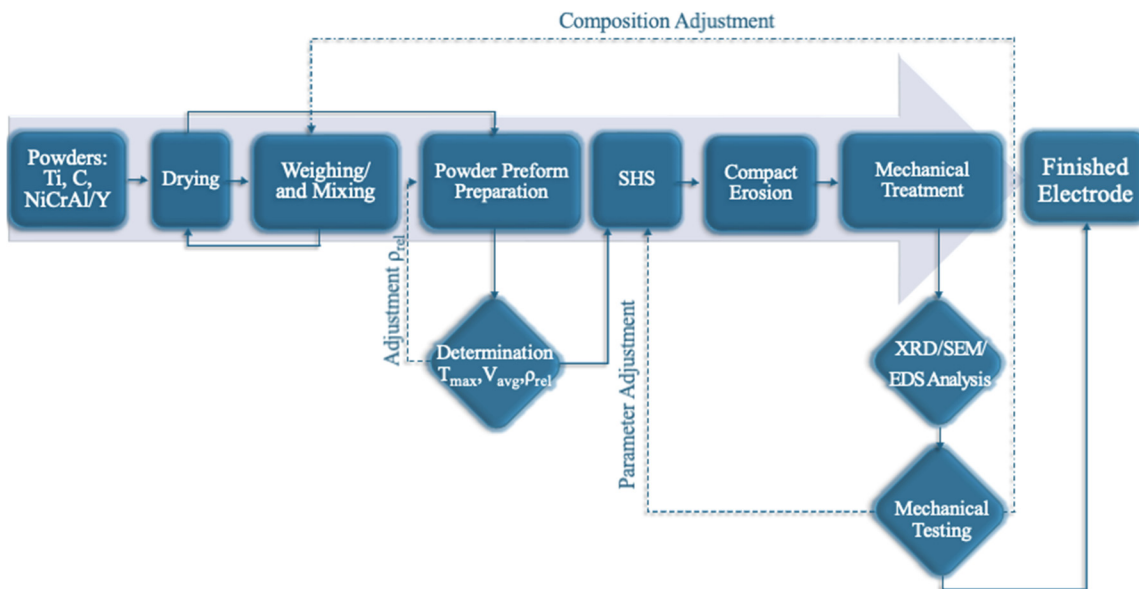 Composition Adjustment
Powders:
Ti, C,
NiCrAl/Y
Drying
Weighing/
and Mixing
Powder Preform
Preparation
SHS
Compact
Erosion
Mechanical
Treatment
Finished
Electrode
Adjustment ρrel
Determination
Tmax,Vavg,ρrel
Parameter Adjustment
XRD/SEM/
EDS Analysis
Mechanical
Testing